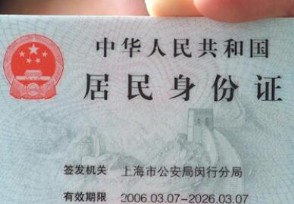 中华人民共和国
居民身份证
签发机关 上海市公安局闵行分局
有效期限 2006.03.07-2026.03.07